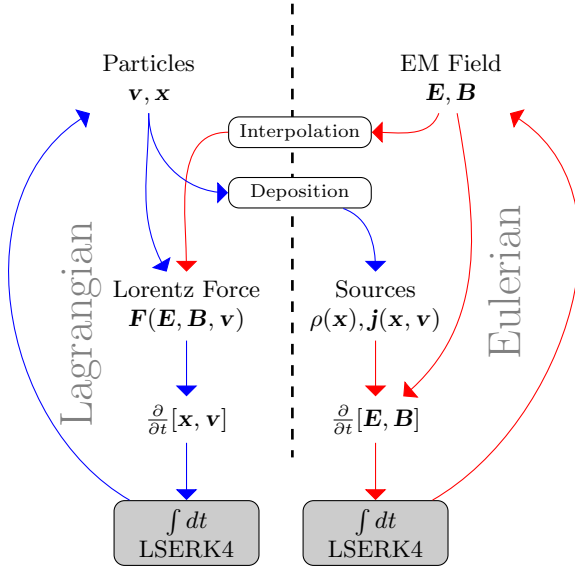 Particles
v, x
EM Field
E, B
Interpolation
Deposition
Lagrangian
Eulerian
Lorentz Force
F(E, B, v)
Sources
ρ(x), j(x, v)
∂/∂t [x, v]
∂/∂t [E, B]
∫ dt
LSERK4
∫ dt
LSERK4